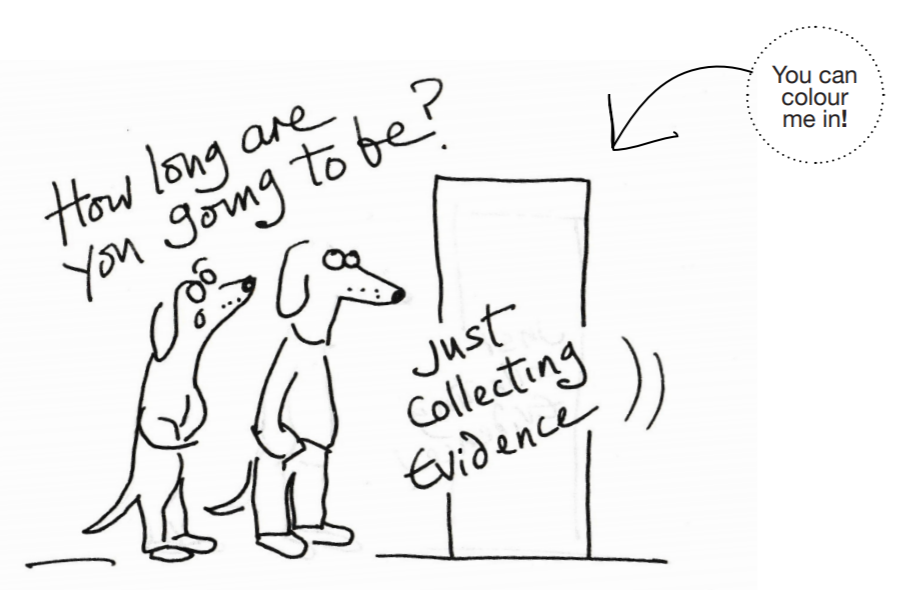 You can
colour
me in!
How long are
you going to be?
just
collecting
Evidence